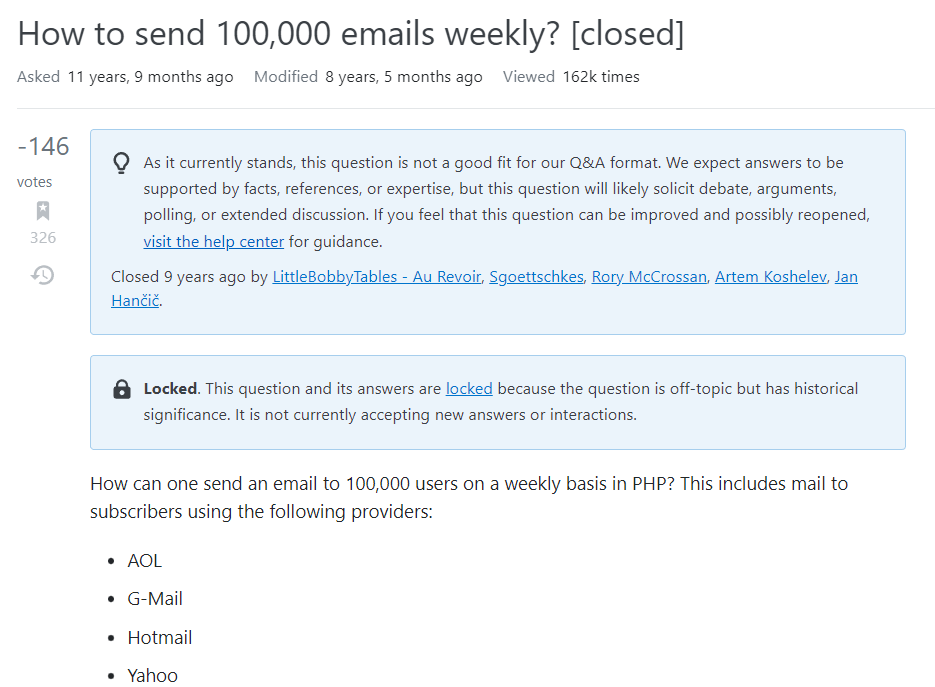 How to send 100,000 emails weekly? [closed]
Asked 11 years, 9 months ago Modified 8 years, 5 months ago Viewed 162k times
-146
votes
326
As it currently stands, this question is not a good fit for our Q&A format. We expect answers to be
supported by facts, references, or expertise, but this question will likely solicit debate, arguments,
polling, or extended discussion. If you feel that this question can be improved and possibly reopened,
visit the help center for guidance.
Closed 9 years ago by LittleBobbyTables - Au Revoir, Sgoettschkes, Rory McCrossan, Artem Koshelev, Jan
Hančič.
Locked. This question and its answers are locked because the question is off-topic but has historical
significance. It is not currently accepting new answers or interactions.
How can one send an email to 100,000 users on a weekly basis in PHP? This includes mail to
subscribers using the following providers:
• AOL
• G-Mail
• Hotmail
• Yahoo